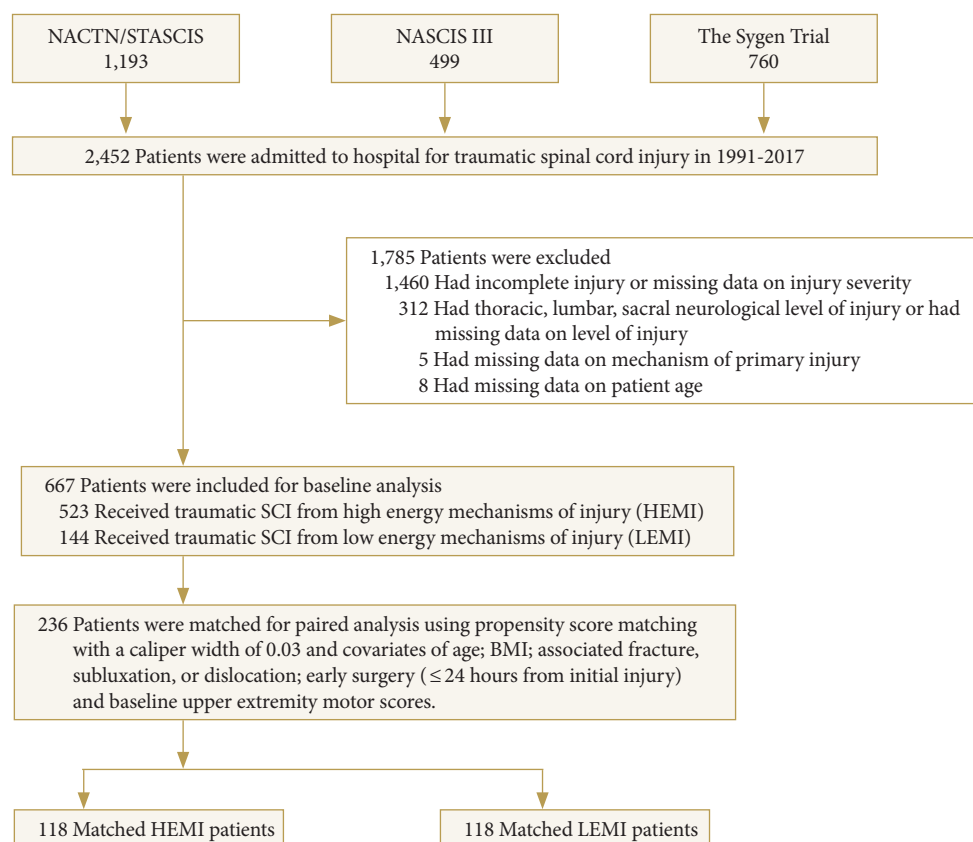 NACTN/STASCIS
1,193
NASCIS III
499
The Sygen Trial
760
2,452 Patients were admitted to hospital for traumatic spinal cord injury in 1991-2017
1,785 Patients were excluded
1,460 Had incomplete injury or missing data on injury severity
312 Had thoracic, lumbar, sacral neurological level of injury or had
missing data on level of injury
5 Had missing data on mechanism of primary injury
8 Had missing data on patient age
667 Patients were included for baseline analysis
523 Received traumatic SCI from high energy mechanisms of injury (HEMI)
144 Received traumatic SCI from low energy mechanisms of injury (LEMI)
236 Patients were matched for paired analysis using propensity score matching
with a caliper width of 0.03 and covariates of age; BMI; associated fracture,
subluxation, or dislocation; early surgery (≤ 24 hours from initial injury)
and baseline upper extremity motor scores.
118 Matched HEMI patients
118 Matched LEMI patients